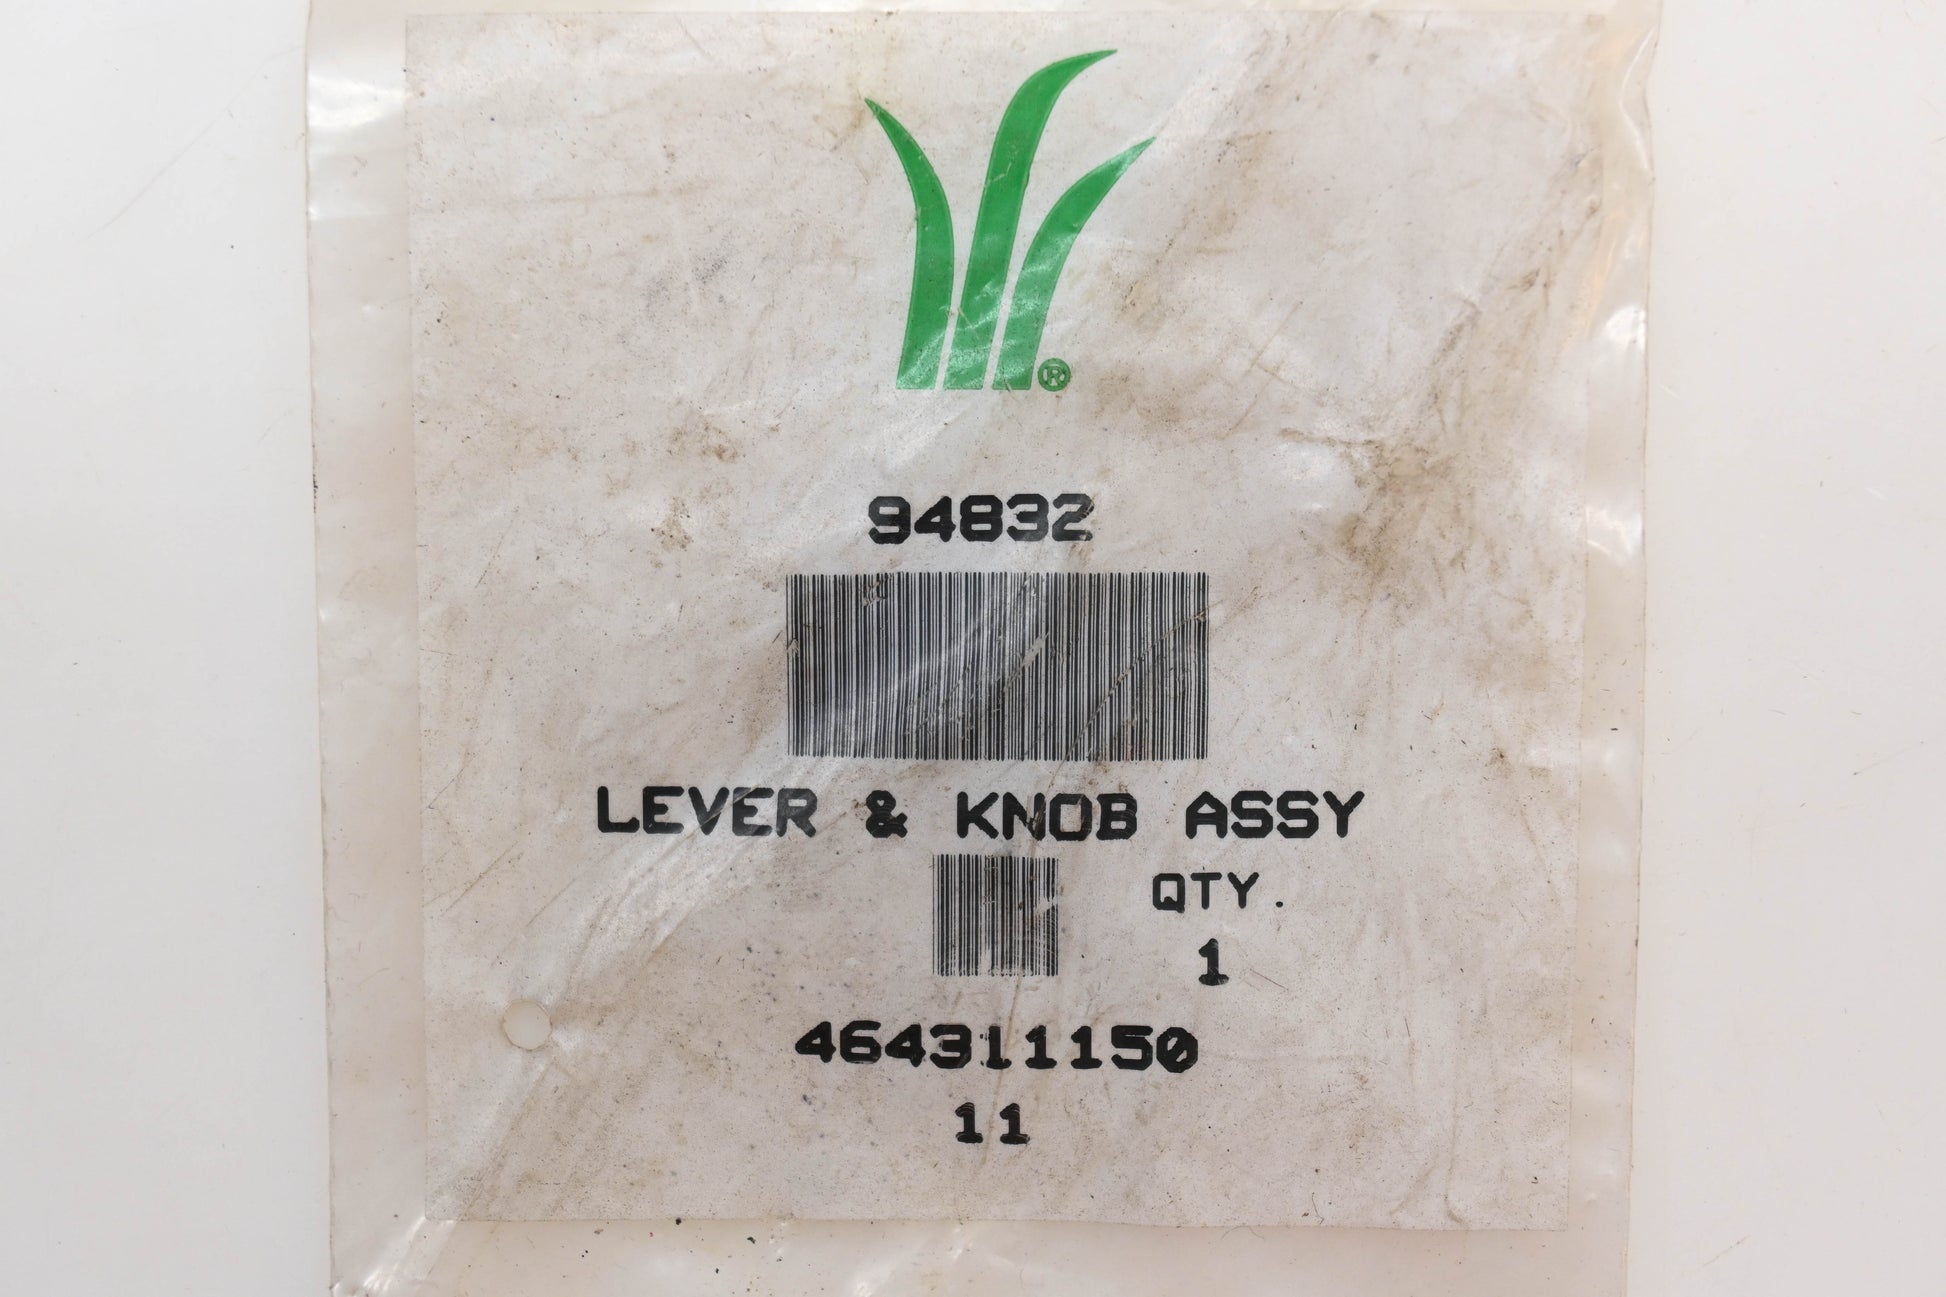 ®
94832
LEVER & KNOB ASSY
QTY.
1
464311150
11